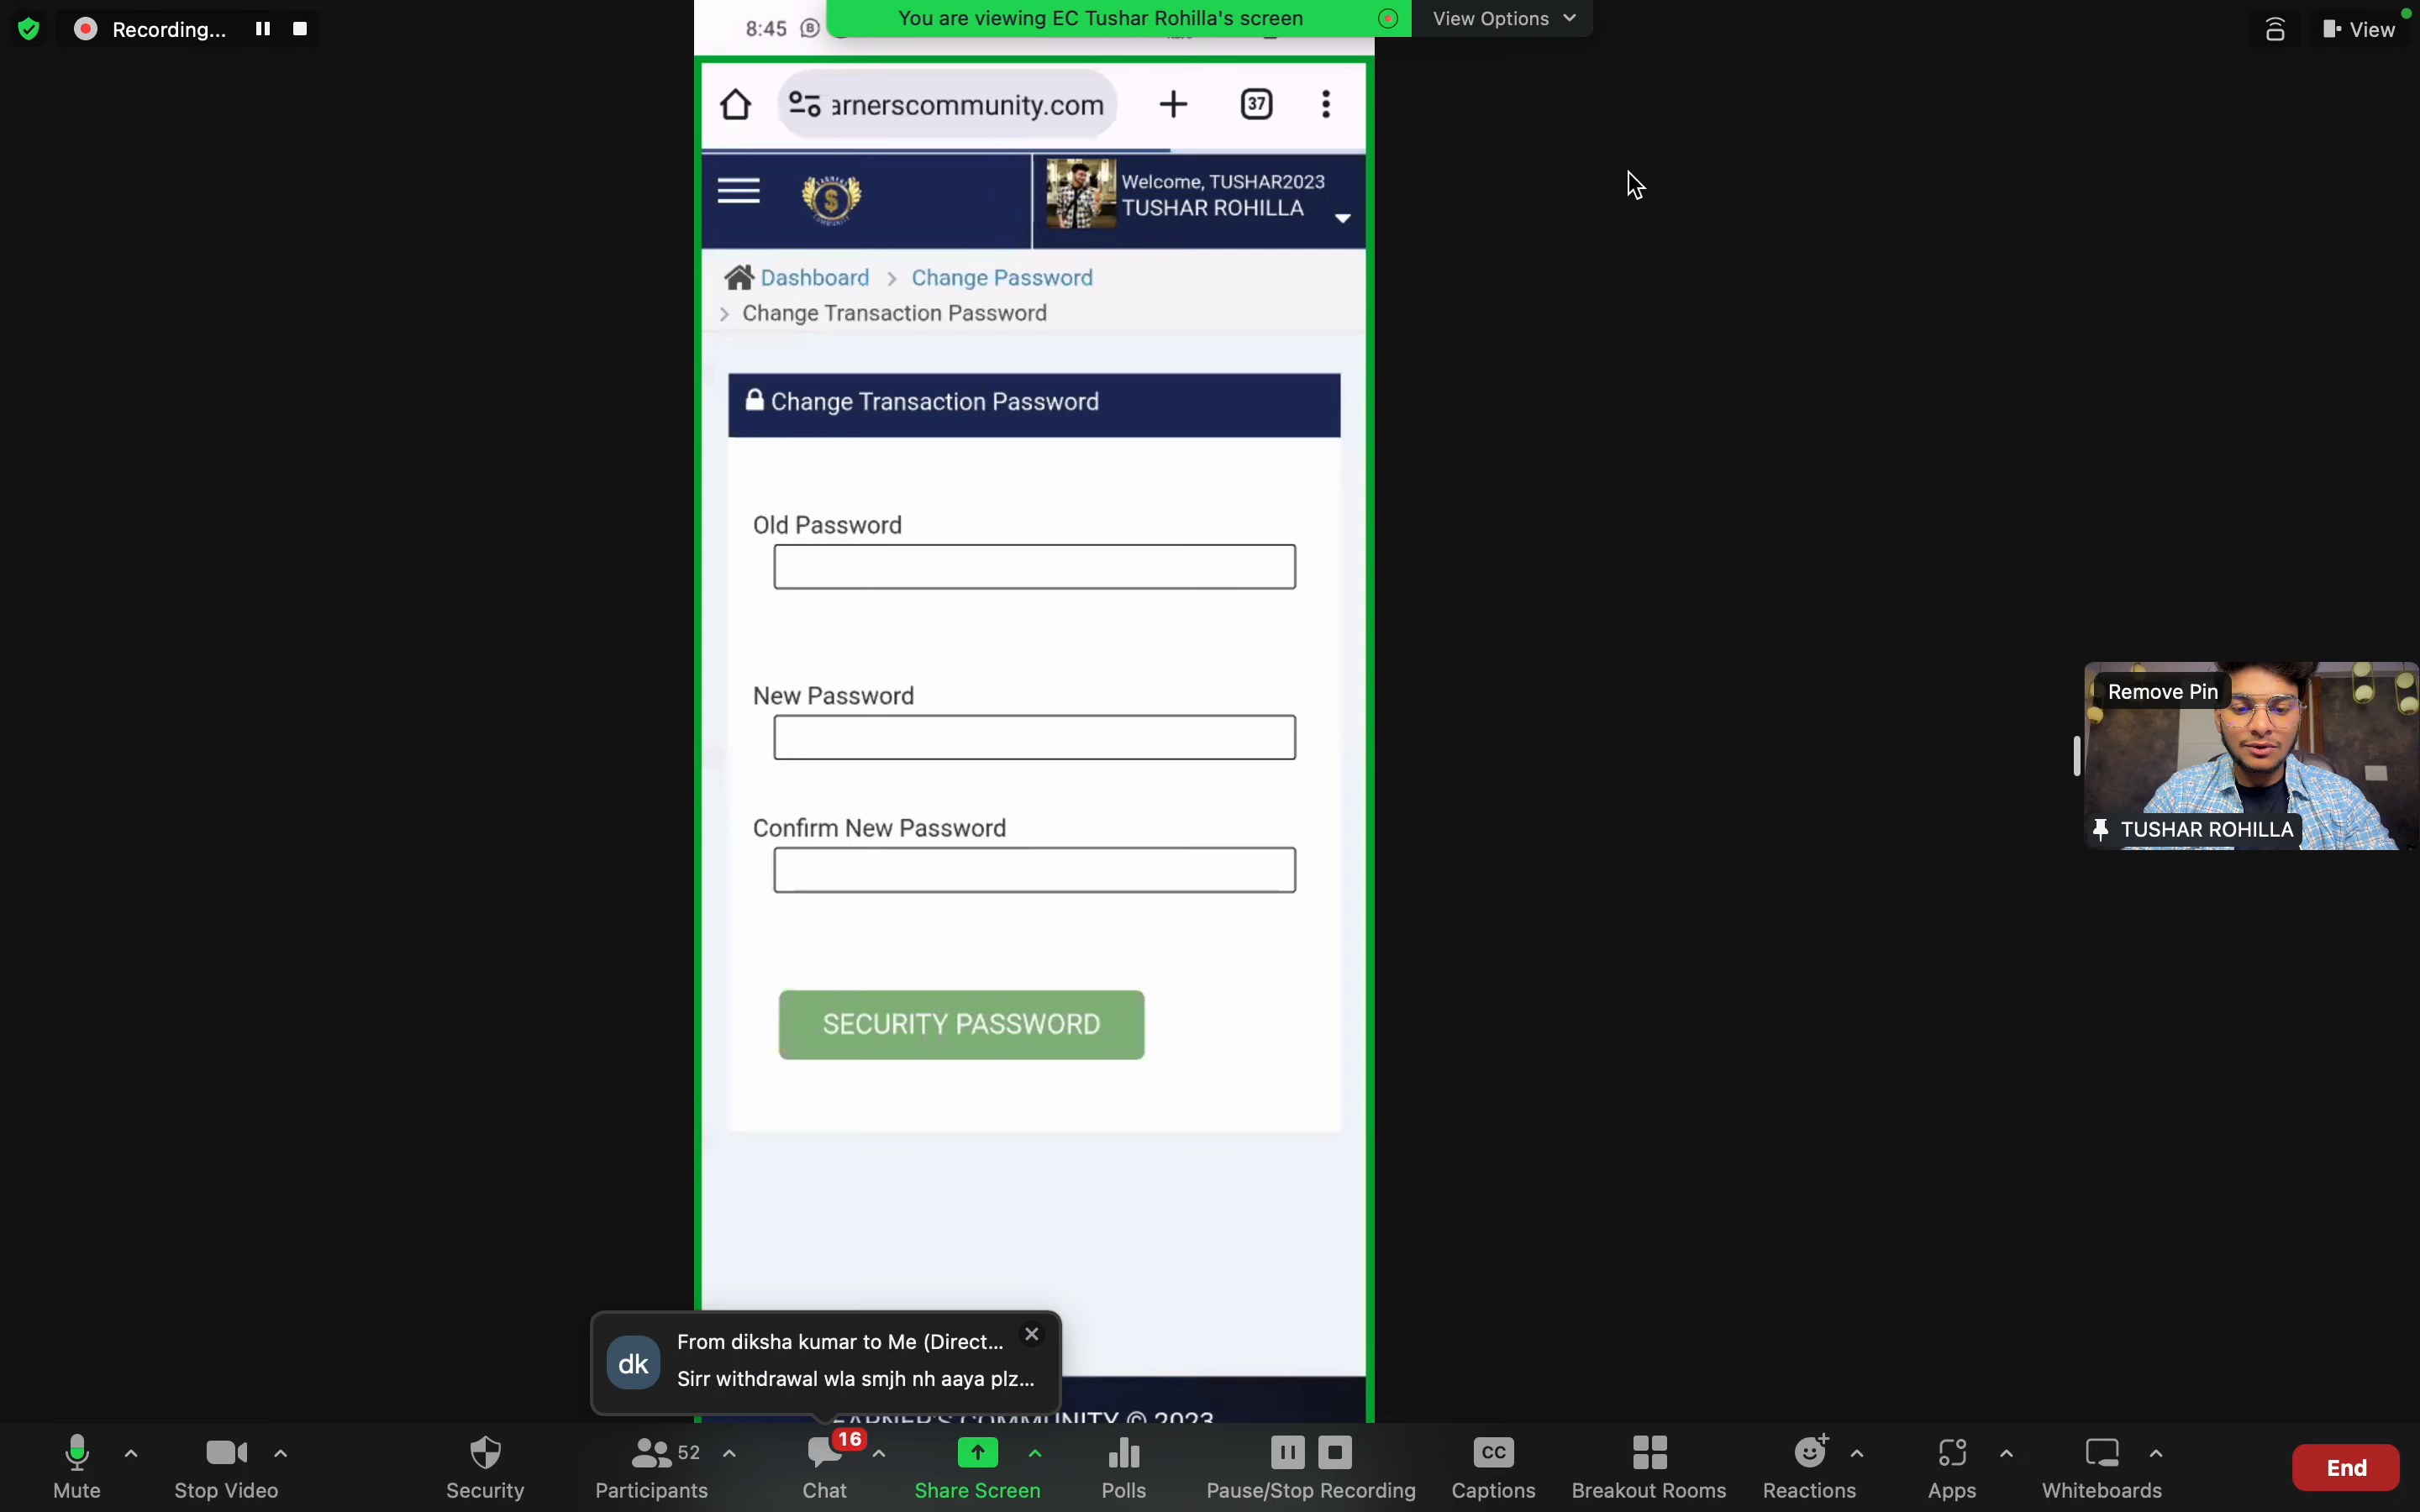 Recording...
8:45
You are viewing EC Tushar Rohilla's screen
View Options
View
arnerscommunity.com
37
Welcome, TUSHAR2023
TUSHAR ROHILLA
Dashboard > Change Password
> Change Transaction Password
Change Transaction Password
Old Password
New Password
Confirm New Password
SECURITY PASSWORD
Remove Pin
TUSHAR ROHILLA
dk
From diksha kumar to Me (Direct...
Sirr withdrawal wla smjh nh aaya plz...
EARNER'S COMMUNITY © 2023
Mute
Stop Video
Security
52
Participants
16
Chat
Share Screen
Polls
Pause/Stop Recording
CC
Captions
Breakout Rooms
Reactions
Apps
Whiteboards
End